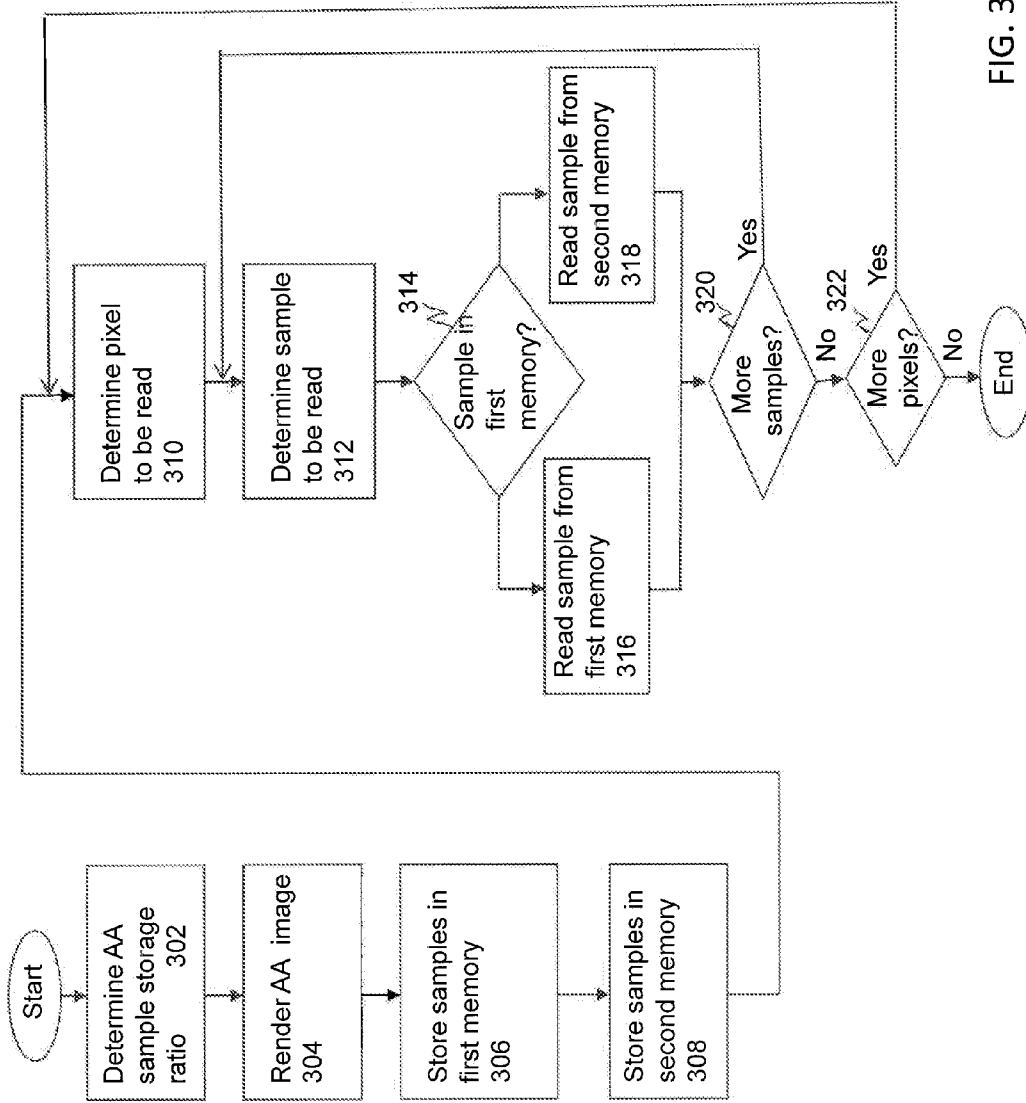 Start
Determine AA
sample storage
ratio 302
Render AA image
304
Store samples in
first memory
306
Store samples in
second memory
308
Determine pixel
to be read
310
Determine sample
to be read
312
314
Sample in
first
memory?
Read sample from
first memory
316
Read sample from
second memory
318
320
More
samples?
Yes
No
322
More
pixels?
Yes
No
End
FIG. 3